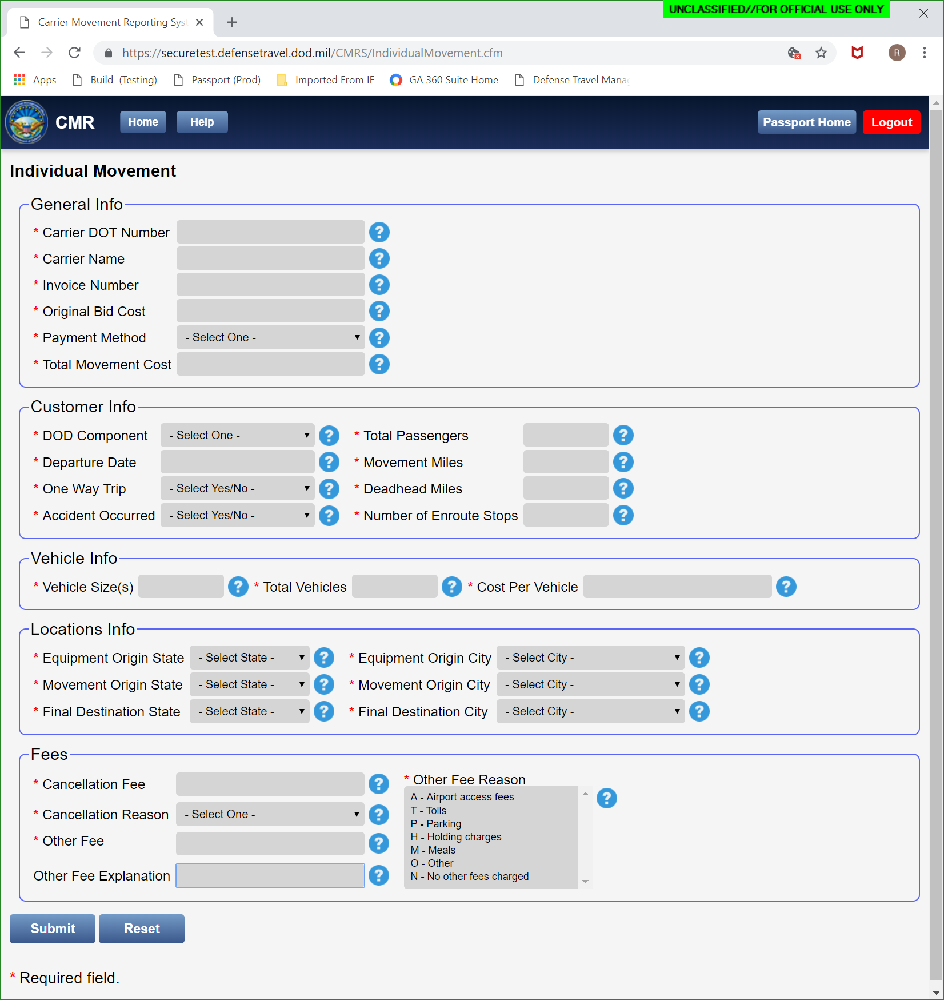 UNCLASSIFIED//FOR OFFICIAL USE ONLY
Carrier Movement Reporting Syst
https://securetest.defensetravel.dod.mil/CMRS/IndividualMovement.cfm
R
Apps Build (Testing) Passport (Prod) Imported From IE GA 360 Suite Home Defense Travel Manag
CMR Home Help Passport Home Logout
Individual Movement
General Info
* Carrier DOT Number ?
* Carrier Name ?
* Invoice Number ?
* Original Bid Cost ?
* Payment Method - Select One - ?
* Total Movement Cost ?
Customer Info
* DOD Component - Select One - ? * Total Passengers ?
* Departure Date ? * Movement Miles ?
* One Way Trip - Select Yes/No - ? * Deadhead Miles ?
* Accident Occurred - Select Yes/No - ? * Number of Enroute Stops ?
Vehicle Info
* Vehicle Size(s) ? * Total Vehicles ? * Cost Per Vehicle ?
Locations Info
* Equipment Origin State - Select State - ? * Equipment Origin City - Select City - ?
* Movement Origin State - Select State - ? * Movement Origin City - Select City - ?
* Final Destination State - Select State - ? * Final Destination City - Select City - ?
Fees
* Cancellation Fee ?
* Cancellation Reason - Select One - ?
* Other Fee ?
Other Fee Explanation ?
* Other Fee Reason ?
A - Airport access fees
T - Tolls
P - Parking
H - Holding charges
M - Meals
O - Other
N - No other fees charged
Submit Reset
* Required field.